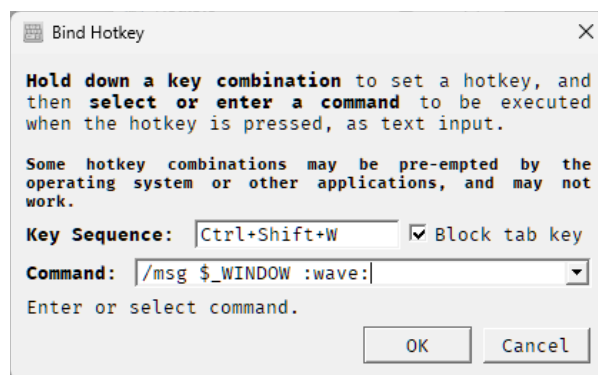 Bind Hotkey
Hold down a key combination to set a hotkey, and
then select or enter a command to be executed
when the hotkey is pressed, as text input.
Some hotkey combinations may be pre-empted by the
operating system or other applications, and may not
work.
Key Sequence: Ctrl+Shift+W Block tab key
Command: /msg $_WINDOW :wave:
Enter or select command.
OK Cancel